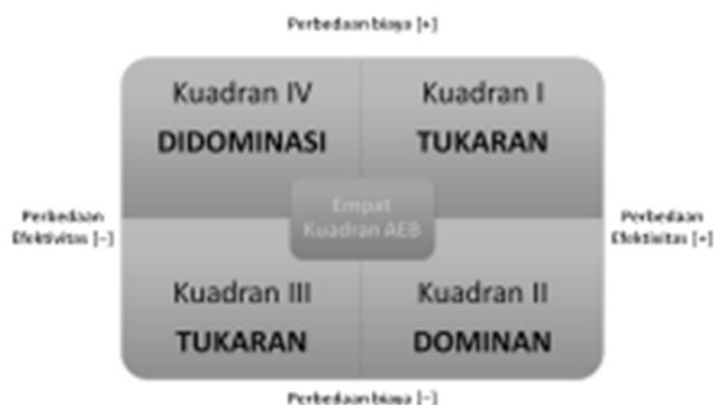 Perbedaan biaya [+]
Kuadran IV
DIDOMINASI
Kuadran I
TUKARAN
Empat
Kuadran AEB
Perbedaan
Efektivitas [–]
Perbedaan
Efektivitas [+]
Kuadran III
TUKARAN
Kuadran II
DOMINAN
Perbedaan biaya [–]